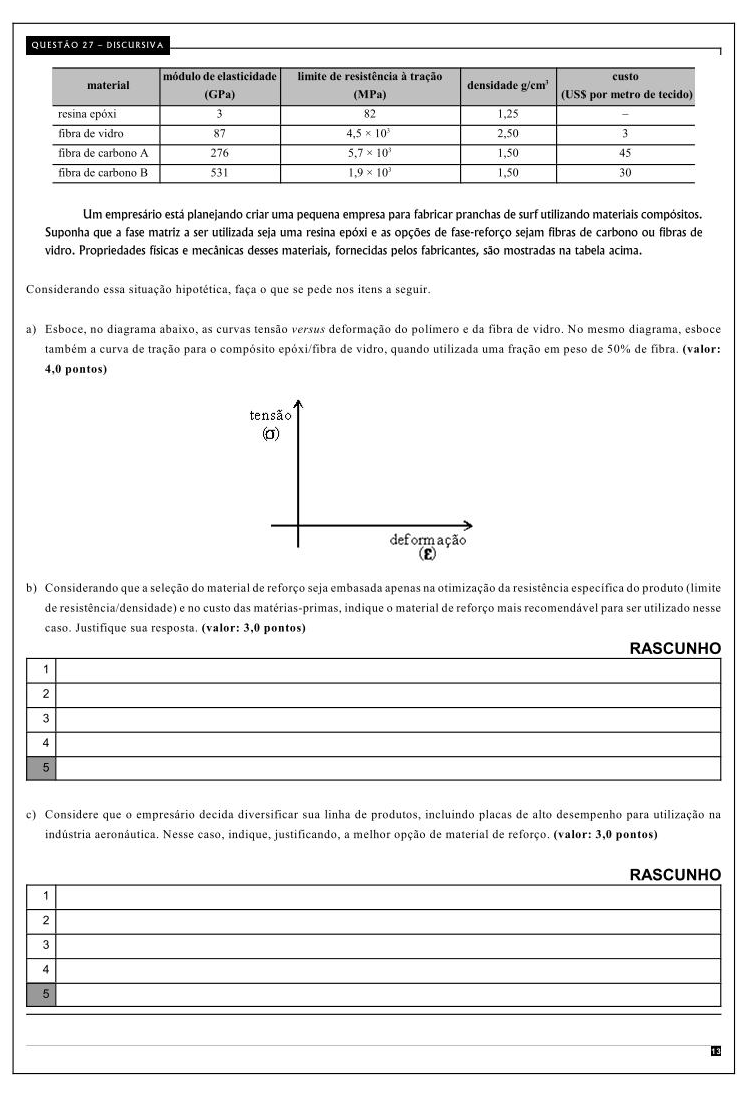 QUESTÃO 27 – DISCURSIVA
material módulo de elasticidade (GPa) limite de resistência à tração (MPa) densidade g/cm³ custo (US$ por metro de tecido)
resina epóxi 3 82 1,25 –
fibra de vidro 87 4,5 × 10³ 2,50 3
fibra de carbono A 276 5,7 × 10³ 1,50 45
fibra de carbono B 531 1,9 × 10³ 1,50 30
Um empresário está planejando criar uma pequena empresa para fabricar pranchas de surf utilizando materiais compósitos.
Suponha que a fase matriz a ser utilizada seja uma resina epóxi e as opções de fase-reforço sejam fibras de carbono ou fibras de
vidro. Propriedades físicas e mecânicas desses materiais, fornecidas pelos fabricantes, são mostradas na tabela acima.
Considerando essa situação hipotética, faça o que se pede nos itens a seguir.
a) Esboce, no diagrama abaixo, as curvas tensão versus deformação do polímero e da fibra de vidro. No mesmo diagrama, esboce
também a curva de tração para o compósito epóxi/fibra de vidro, quando utilizada uma fração em peso de 50% de fibra. (valor:
4,0 pontos)
tensão
(σ)
deformação
(ε)
b) Considerando que a seleção do material de reforço seja embasada apenas na otimização da resistência específica do produto (limite
de resistência/densidade) e no custo das matérias-primas, indique o material de reforço mais recomendável para ser utilizado nesse
caso. Justifique sua resposta. (valor: 3,0 pontos)
RASCUNHO
1
2
3
4
5
c) Considere que o empresário decida diversificar sua linha de produtos, incluindo placas de alto desempenho para utilização na
indústria aeronáutica. Nesse caso, indique, justificando, a melhor opção de material de reforço. (valor: 3,0 pontos)
RASCUNHO
1
2
3
4
5
13